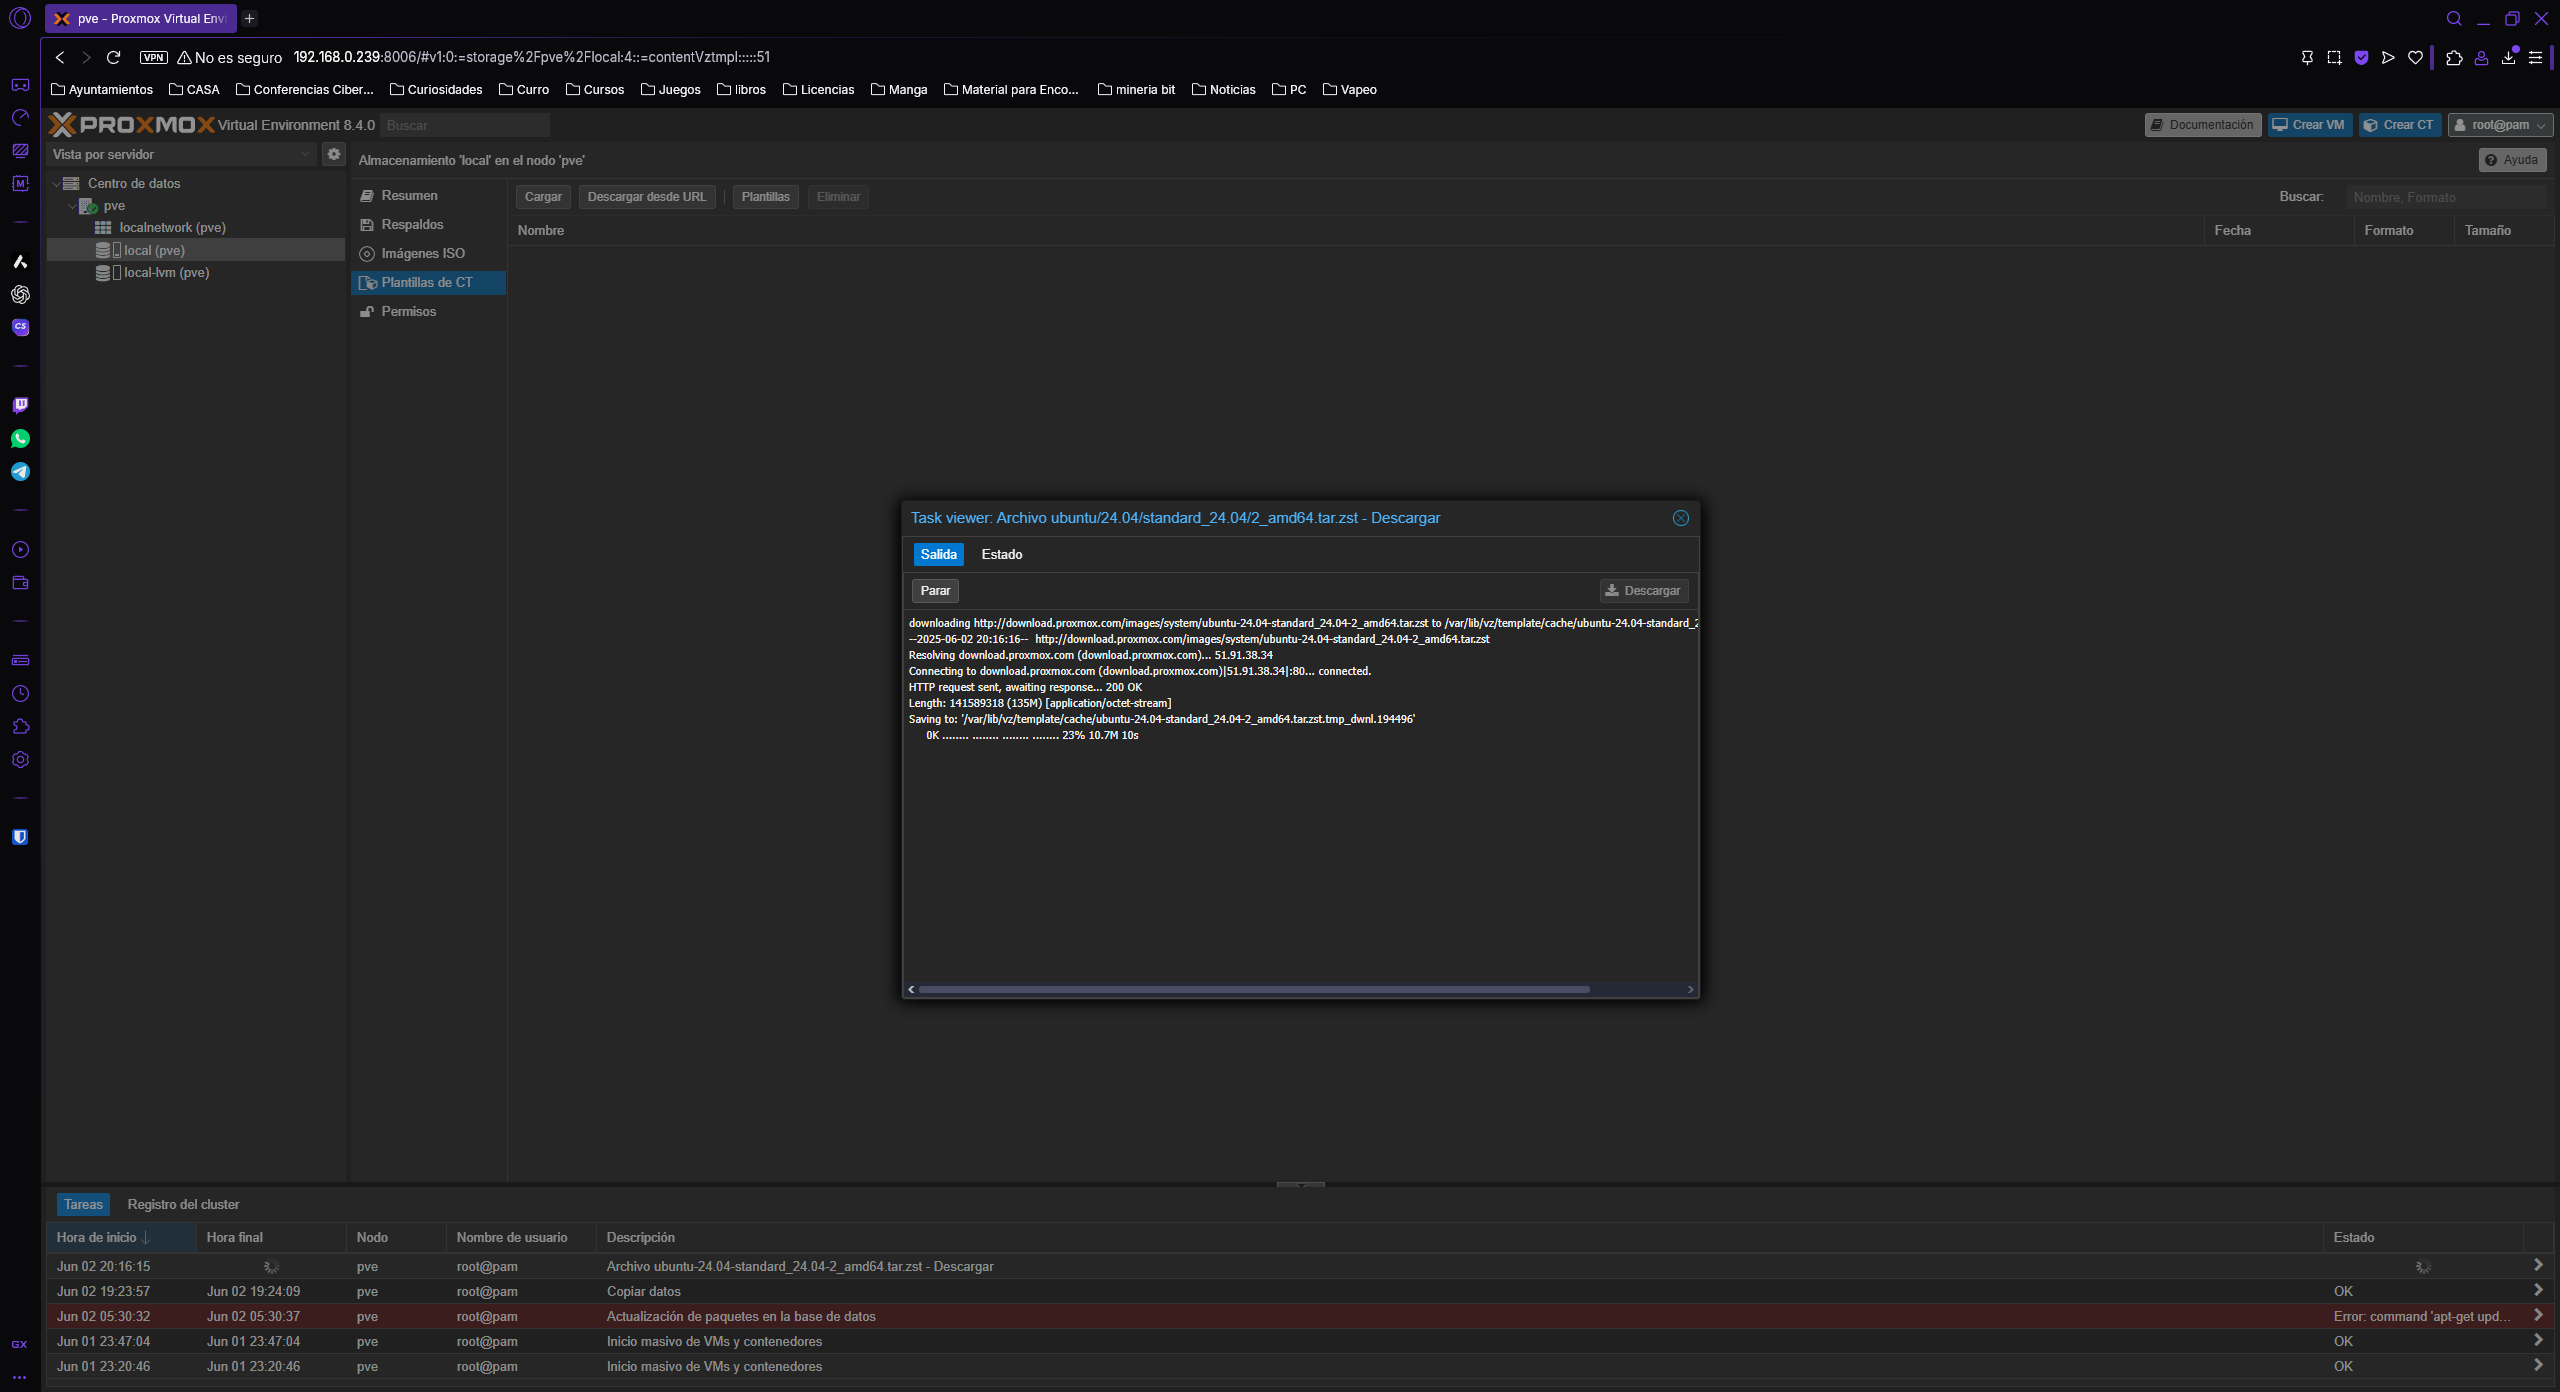 pve - Proxmox Virtual Envi
VPN No es seguro 192.168.0.239:8006/#v1:0:=storage%2Fpve%2Flocal:4::=contentVztmpl:::::51
Ayuntamientos CASA Conferencias Ciber... Curiosidades Curro Cursos Juegos libros Licencias Manga Material para Enco... mineria bit Noticias PC Vapeo
PROXMOX Virtual Environment 8.4.0 Buscar Documentación Crear VM Crear CT root@pam
Vista por servidor
Almacenamiento 'local' en el nodo 'pve' Ayuda
Centro de datos
pve
localnetwork (pve)
local (pve)
local-lvm (pve)
Resumen
Respaldos
Imágenes ISO
Plantillas de CT
Permisos
Cargar Descargar desde URL Plantillas Eliminar Buscar: Nombre, Formato
Nombre Fecha Formato Tamaño
Task viewer: Archivo ubuntu/24.04/standard_24.04/2_amd64.tar.zst - Descargar
Salida Estado
Parar Descargar
downloading http://download.proxmox.com/images/system/ubuntu-24.04-standard_24.04-2_amd64.tar.zst to /var/lib/vz/template/cache/ubuntu-24.04-standard_2
--2025-06-02 20:16:16-- http://download.proxmox.com/images/system/ubuntu-24.04-standard_24.04-2_amd64.tar.zst
Resolving download.proxmox.com (download.proxmox.com)... 51.91.38.34
Connecting to download.proxmox.com (download.proxmox.com)|51.91.38.34|:80... connected.
HTTP request sent, awaiting response... 200 OK
Length: 141589318 (135M) [application/octet-stream]
Saving to: '/var/lib/vz/template/cache/ubuntu-24.04-standard_24.04-2_amd64.tar.zst.tmp_dwnl.194496'
0K ........ ........ ........ ........ 23% 10.7M 10s
Tareas Registro del cluster
Hora de inicio Hora final Nodo Nombre de usuario Descripción Estado
Jun 02 20:16:15 pve root@pam Archivo ubuntu-24.04-standard_24.04-2_amd64.tar.zst - Descargar
Jun 02 19:23:57 Jun 02 19:24:09 pve root@pam Copiar datos OK
Jun 02 05:30:32 Jun 02 05:30:37 pve root@pam Actualización de paquetes en la base de datos Error: command 'apt-get upd...
Jun 01 23:47:04 Jun 01 23:47:04 pve root@pam Inicio masivo de VMs y contenedores OK
Jun 01 23:20:46 Jun 01 23:20:46 pve root@pam Inicio masivo de VMs y contenedores OK
M
CS
GX